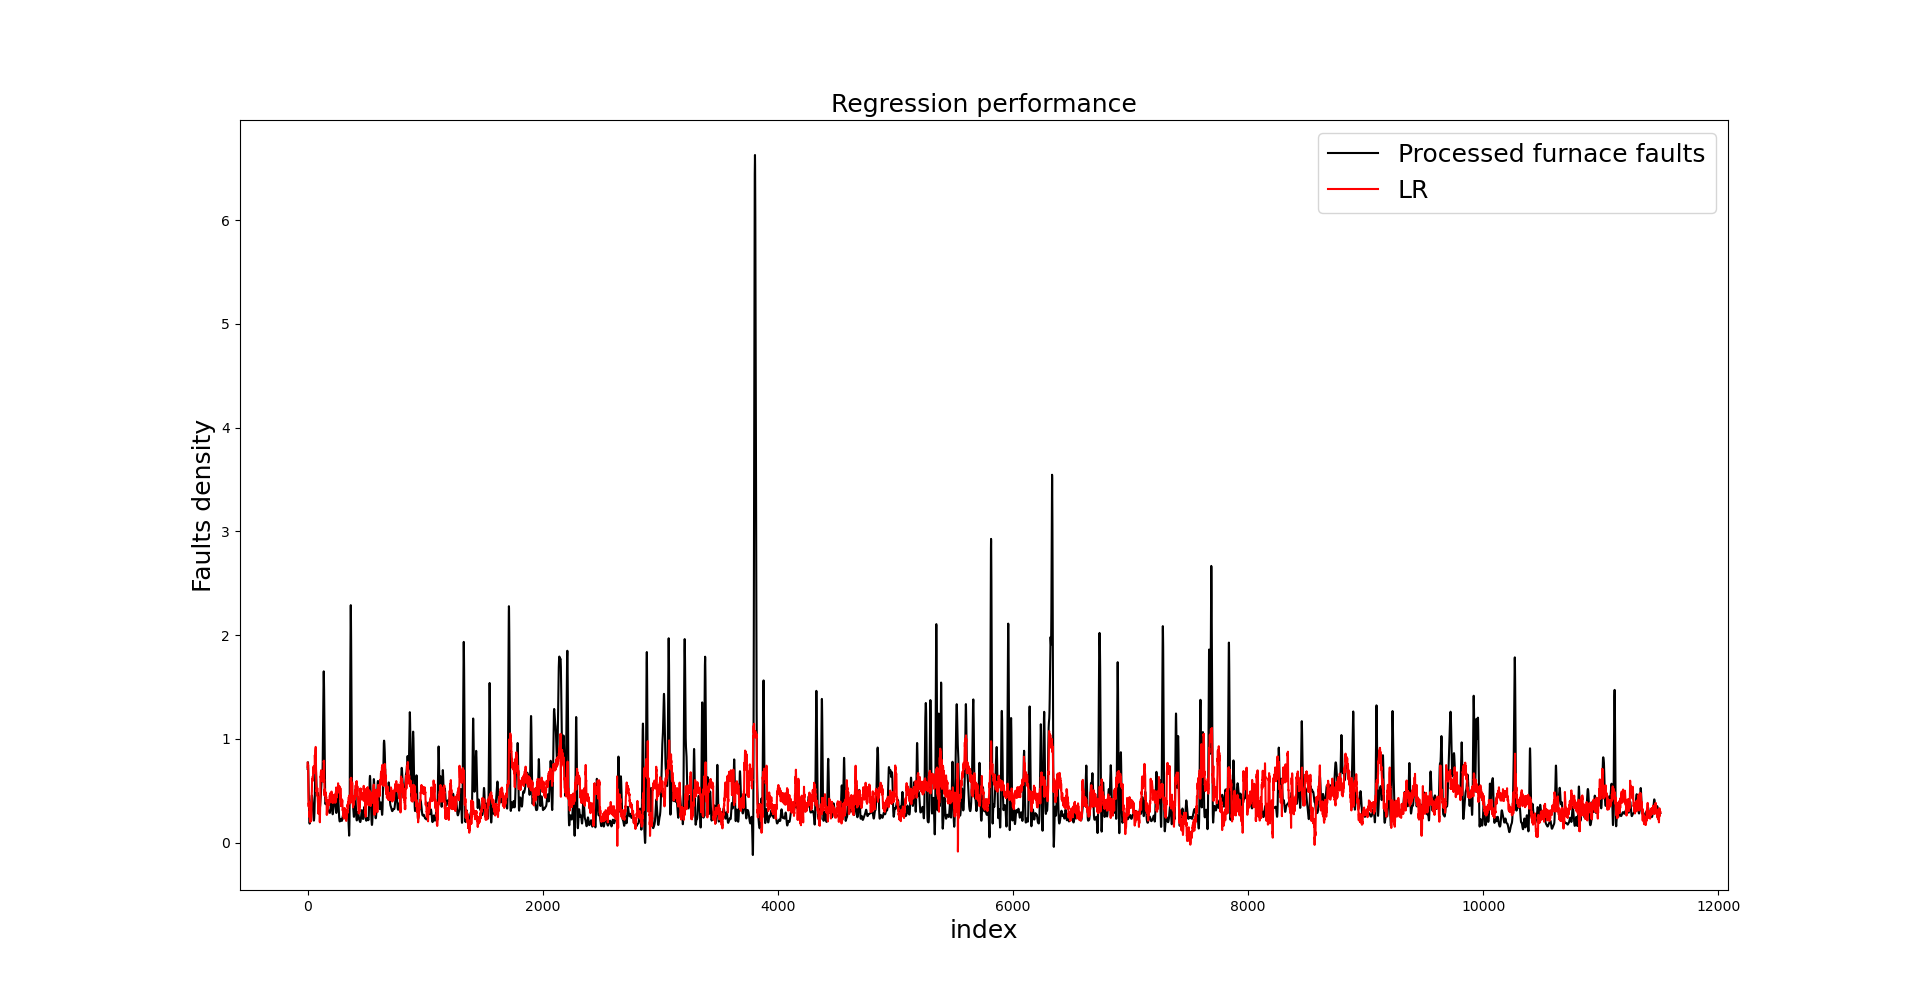 Regression performance
Processed furnace faults
LR
Faults density
6
5
4
3
2
1
0
0 2000 4000 6000 8000 10000 12000
index